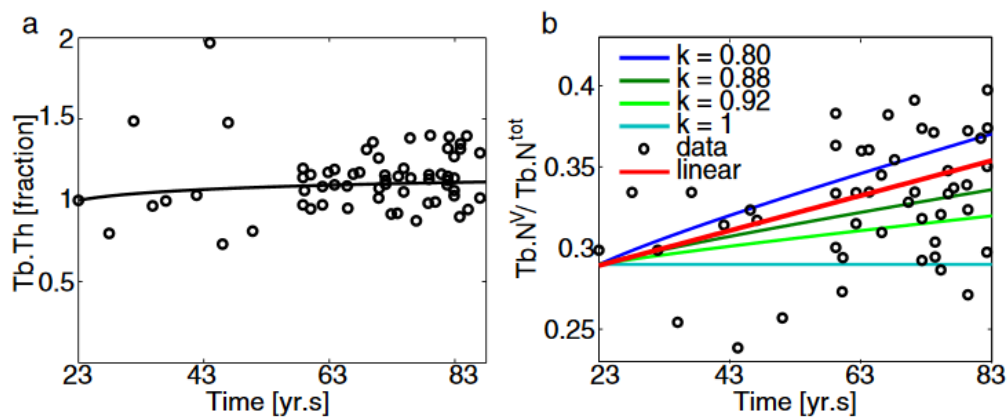 a
2
1.5
1
0.5
Tb.Th [fraction]
23 43 63 83
Time [yr.s]
b
k = 0.80
k = 0.88
k = 0.92
k = 1
data
linear
0.4
0.35
0.3
0.25
Tb.N^V/ Tb.N^tot
23 43 63 83
Time [yr.s]